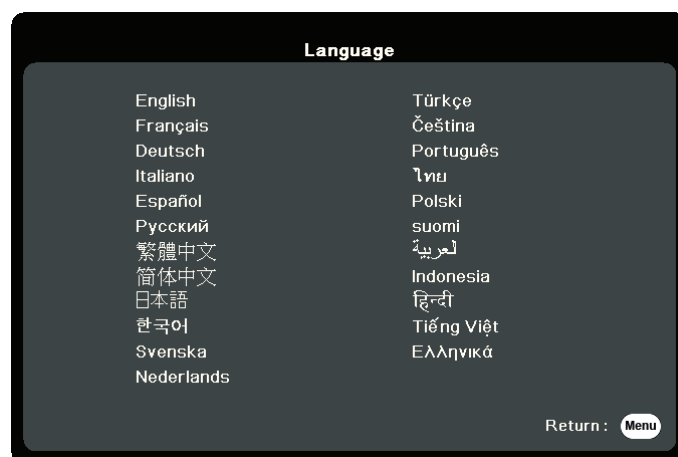 Language
English
Français
Deutsch
Italiano
Español
Русский
繁體中文
简体中文
日本語
한국어
Svenska
Nederlands
Türkçe
Čeština
Português
ไทย
Polski
suomi
العربية
Indonesia
हिन्दी
Tiếng Việt
Ελληνικά
Return : Menu